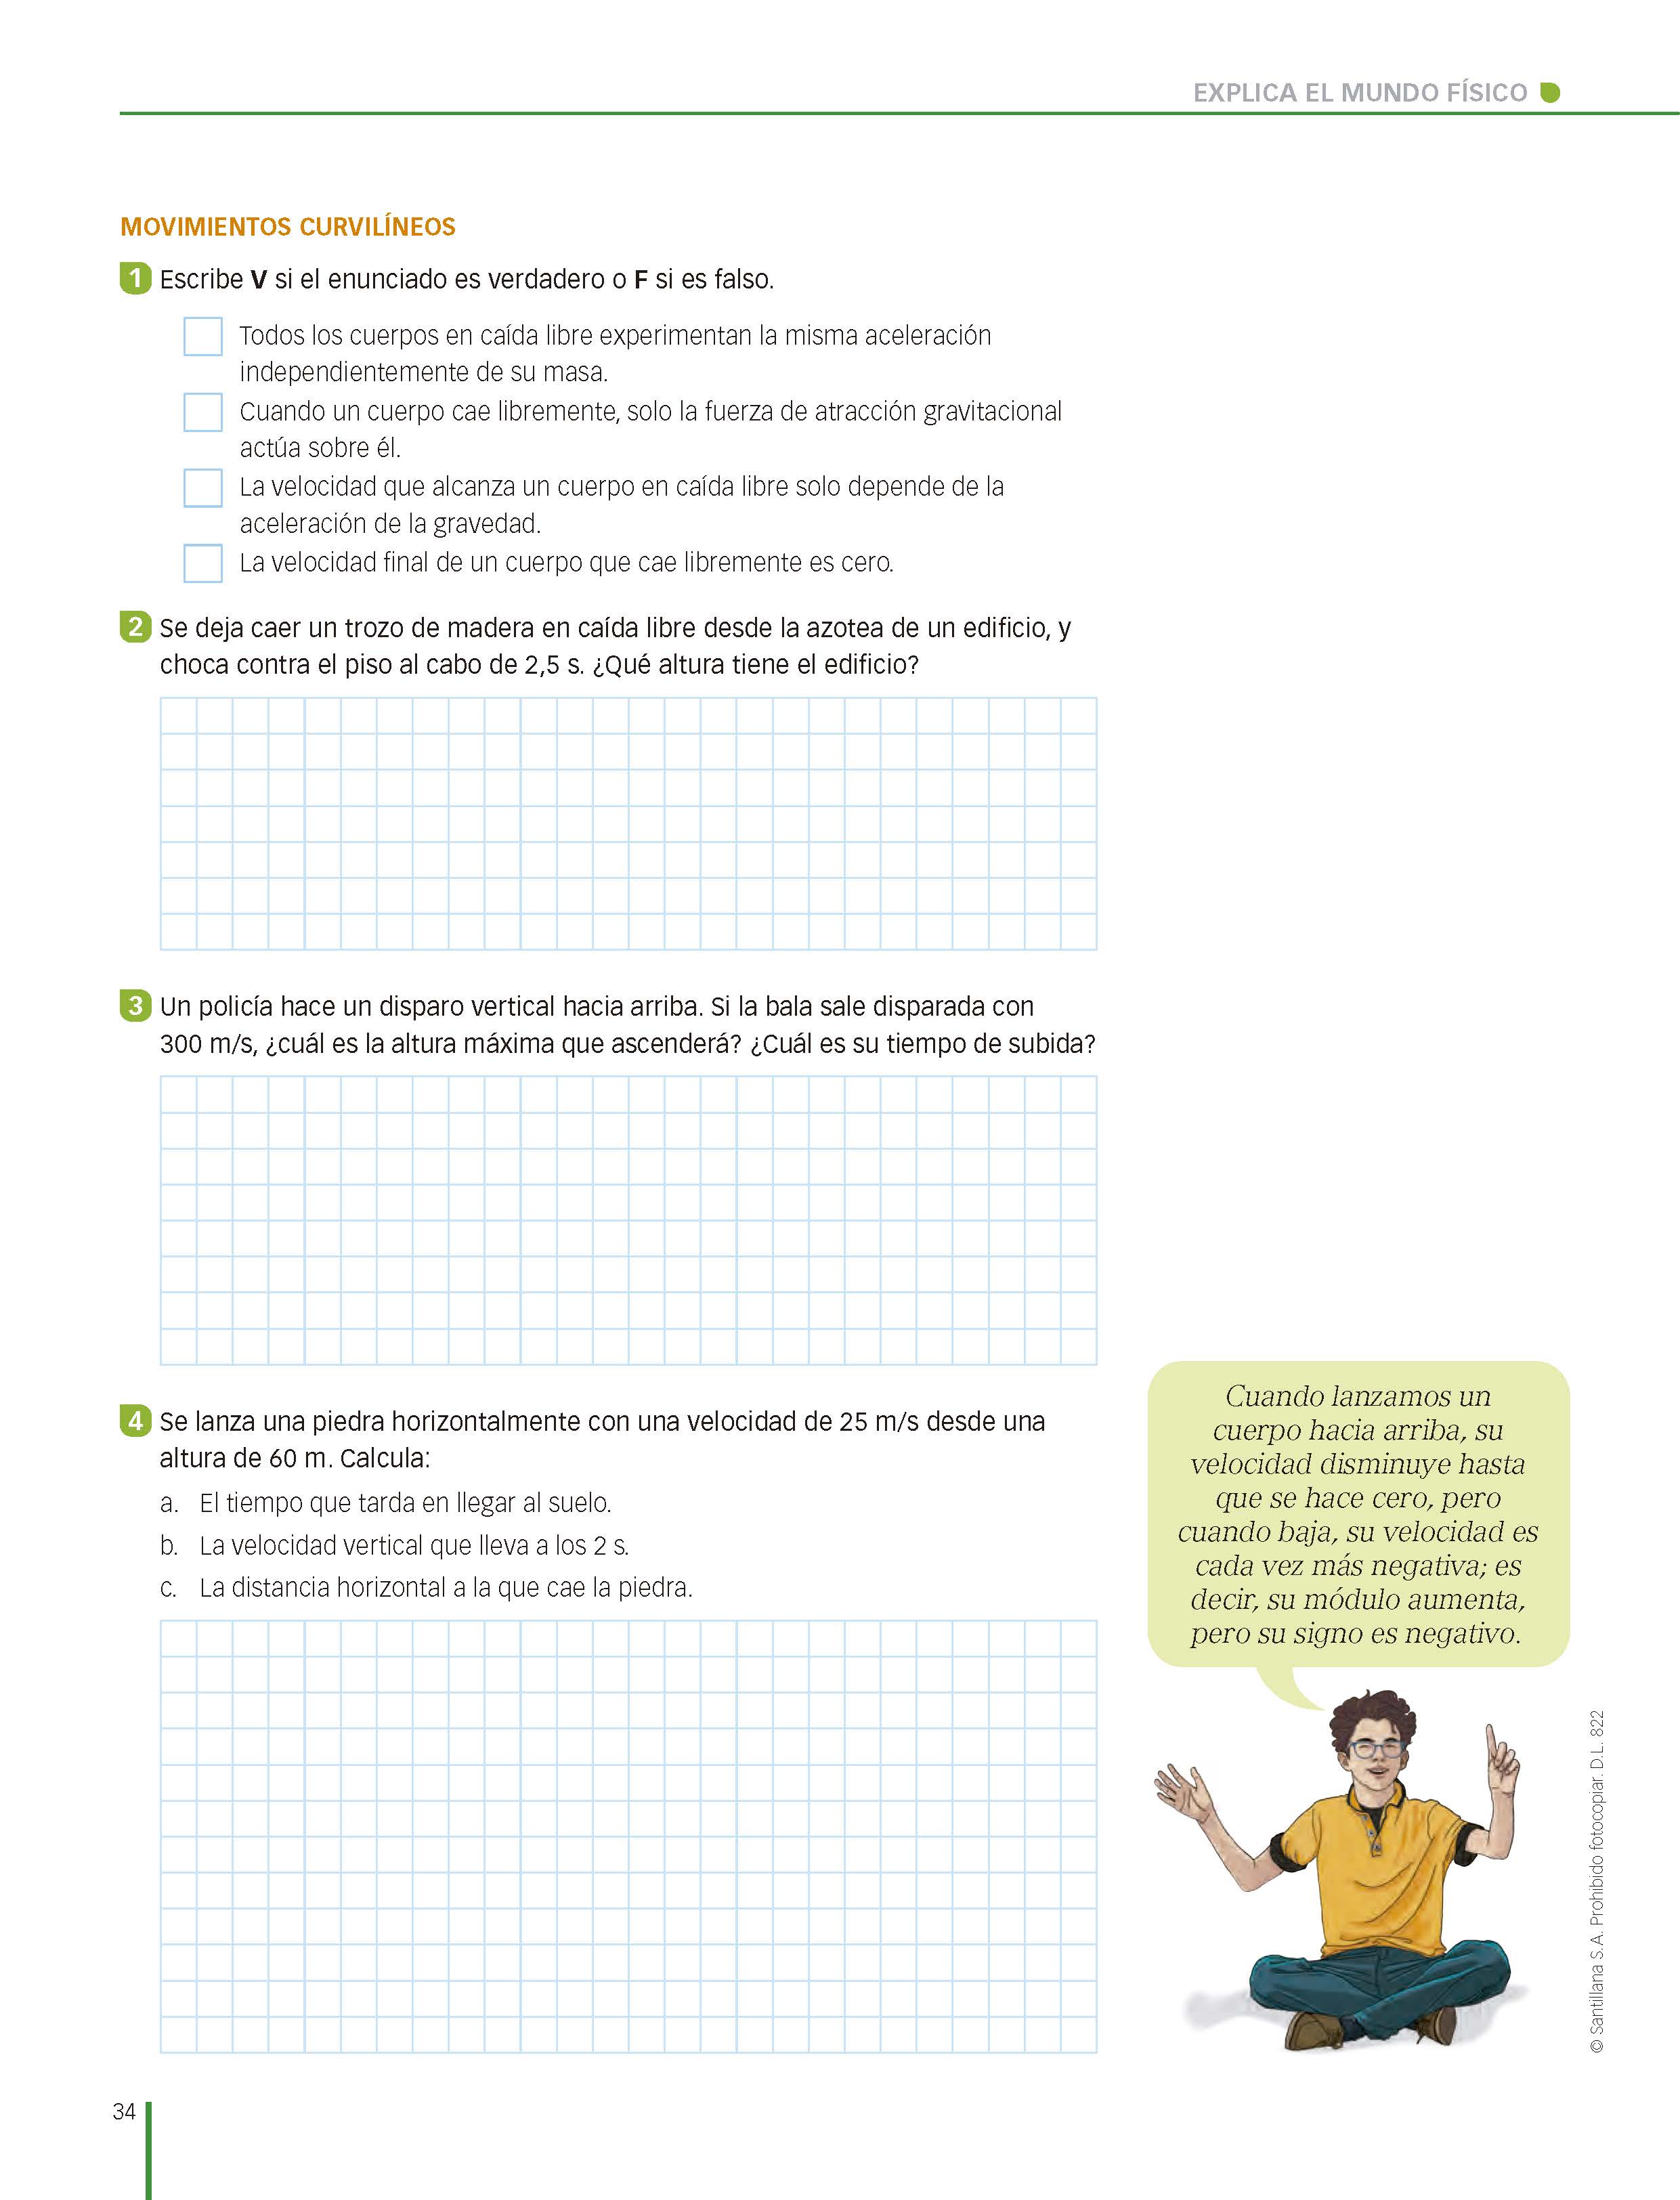 EXPLICA EL MUNDO FÍSICO
MOVIMIENTOS CURVILÍNEOS
1 Escribe V si el enunciado es verdadero o F si es falso.
Todos los cuerpos en caída libre experimentan la misma aceleración
independientemente de su masa.
Cuando un cuerpo cae libremente, solo la fuerza de atracción gravitacional
actúa sobre él.
La velocidad que alcanza un cuerpo en caída libre solo depende de la
aceleración de la gravedad.
La velocidad final de un cuerpo que cae libremente es cero.
2 Se deja caer un trozo de madera en caída libre desde la azotea de un edificio, y
choca contra el piso al cabo de 2,5 s. ¿Qué altura tiene el edificio?
3 Un policía hace un disparo vertical hacia arriba. Si la bala sale disparada con
300 m/s, ¿cuál es la altura máxima que ascenderá? ¿Cuál es su tiempo de subida?
4 Se lanza una piedra horizontalmente con una velocidad de 25 m/s desde una
altura de 60 m. Calcula:
a. El tiempo que tarda en llegar al suelo.
b. La velocidad vertical que lleva a los 2 s.
c. La distancia horizontal a la que cae la piedra.
Cuando lanzamos un
cuerpo hacia arriba, su
velocidad disminuye hasta
que se hace cero, pero
cuando baja, su velocidad es
cada vez más negativa; es
decir, su módulo aumenta,
pero su signo es negativo.
© Santillana S.A. Prohibido fotocopiar. D.L. 822
34